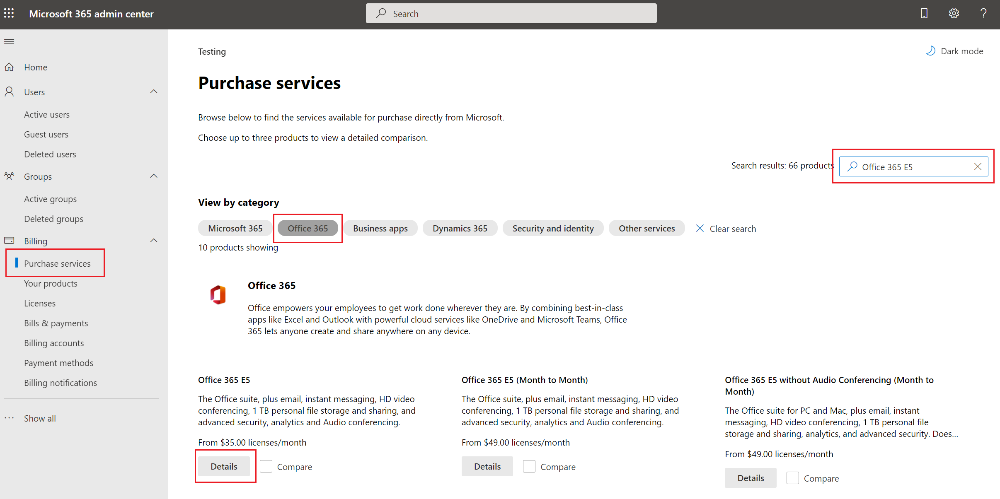 Microsoft 365 admin center
Search
Home
Users
Active users
Guest users
Deleted users
Groups
Active groups
Deleted groups
Billing
Purchase services
Your products
Licenses
Bills & payments
Billing accounts
Payment methods
Billing notifications
Show all
Testing
Dark mode
Purchase services
Browse below to find the services available for purchase directly from Microsoft.
Choose up to three products to view a detailed comparison.
Search results: 66 products
Office 365 E5
View by category
Microsoft 365
Office 365
Business apps
Dynamics 365
Security and identity
Other services
Clear search
10 products showing
Office 365
Office empowers your employees to get work done wherever they are. By combining best-in-class
apps like Excel and Outlook with powerful cloud services like OneDrive and Microsoft Teams, Office
365 lets anyone create and share anywhere on any device.
Office 365 E5
The Office suite, plus email, instant messaging, HD video
conferencing, 1 TB personal file storage and sharing, and
advanced security, analytics and Audio conferencing.
From $35.00 licenses/month
Details
Compare
Office 365 E5 (Month to Month)
The Office suite, plus email, instant messaging, HD video
conferencing, 1 TB personal file storage and sharing, and
advanced security, analytics and Audio conferencing.
From $49.00 licenses/month
Details
Compare
Office 365 E5 without Audio Conferencing (Month to
Month)
The Office suite for PC and Mac, plus email, instant
messaging, HD video conferencing, 1 TB personal file
storage and sharing, analytics, and advanced security. Does...
From $49.00 licenses/month
Details
Compare